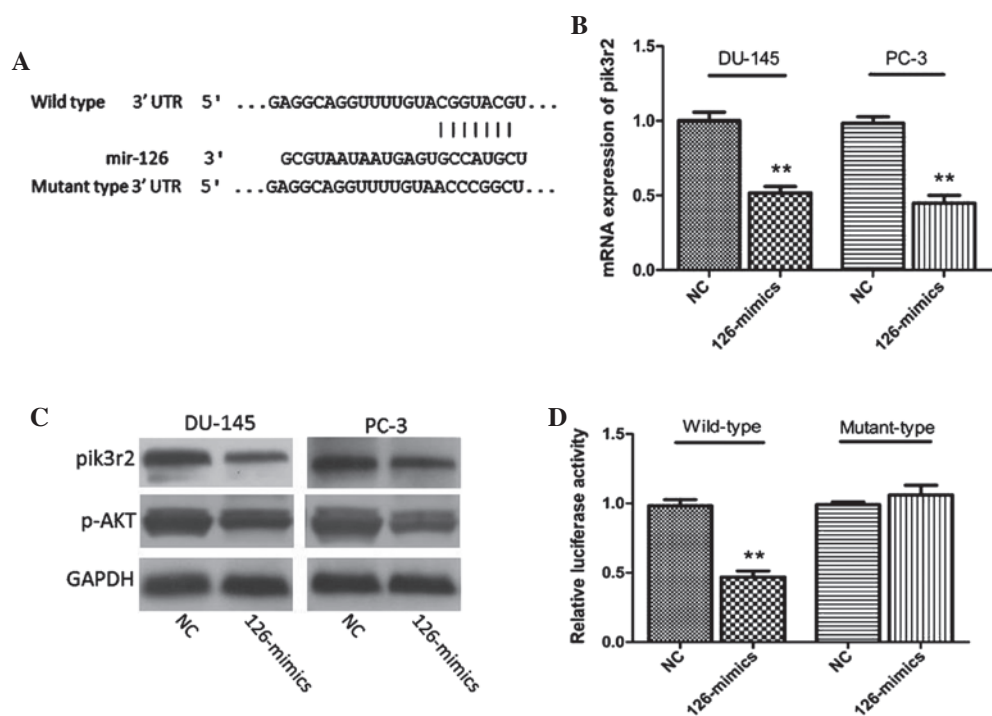 A
Wild type 3' UTR 5' ...GAGGCAGGUUUUGUACGGUACGU...
mir-126 3' GCGUAAUAAUGAGUGCCAUGCU
Mutant type 3' UTR 5' ...GAGGCAGGUUUUGUAACCCGGCU...
B
mRNA expression of pik3r2
1.5
1.0
0.5
0.0
DU-145
PC-3
**
**
NC
126-mimics
NC
126-mimics
C
DU-145
PC-3
pik3r2
p-AKT
GAPDH
NC
126-mimics
NC
126-mimics
D
Relative luciferase activity
1.5
1.0
0.5
0.0
Wild-type
Mutant-type
**
NC
126-mimics
NC
126-mimics